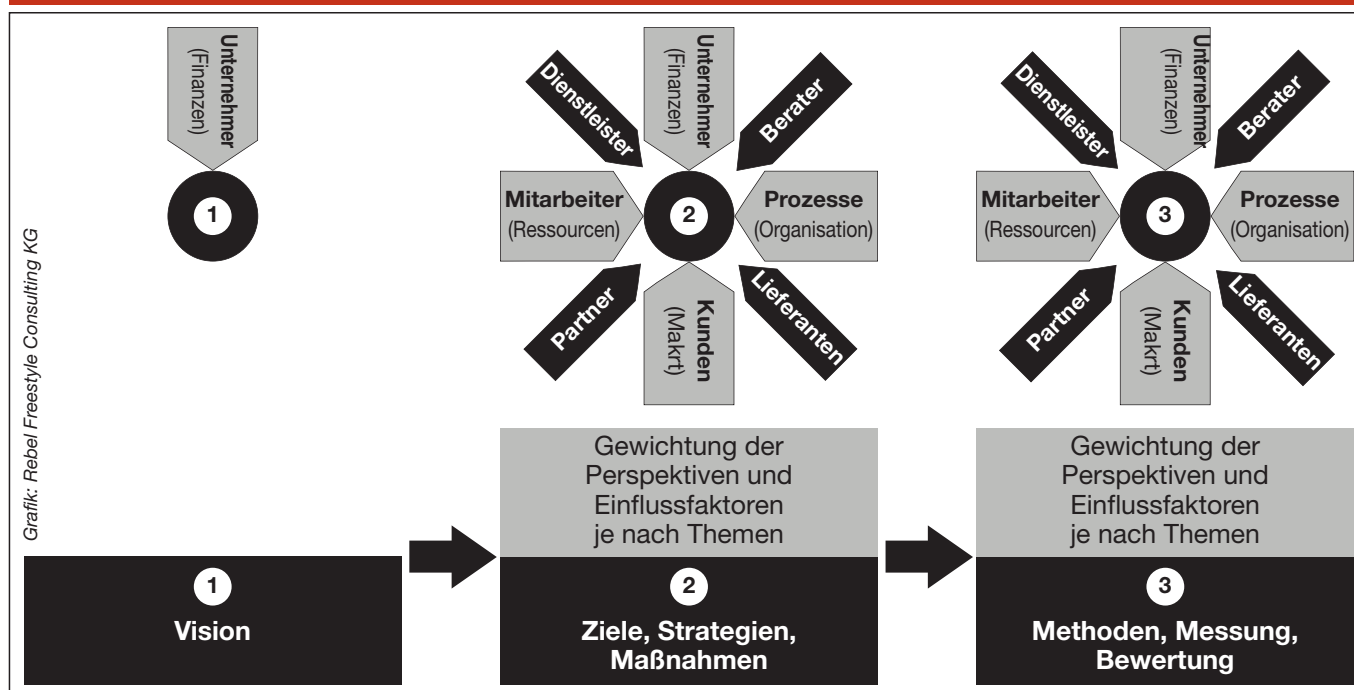 Grafik: Rebel Freestyle Consulting KG
Unternehmer
(Finanzen)
1
1
Vision
Dienstleister
Unternehmer
(Finanzen)
Berater
Mitarbeiter
(Ressourcen)
2
Prozesse
(Organisation)
Partner
Kunden
(Makrt)
Lieferanten
Gewichtung der
Perspektiven und
Einflussfaktoren
je nach Themen
2
Ziele, Strategien,
Maßnahmen
Dienstleister
Unternehmer
(Finanzen)
Berater
Mitarbeiter
(Ressourcen)
3
Prozesse
(Organisation)
Partner
Kunden
(Makrt)
Lieferanten
Gewichtung der
Perspektiven und
Einflussfaktoren
je nach Themen
3
Methoden, Messung,
Bewertung